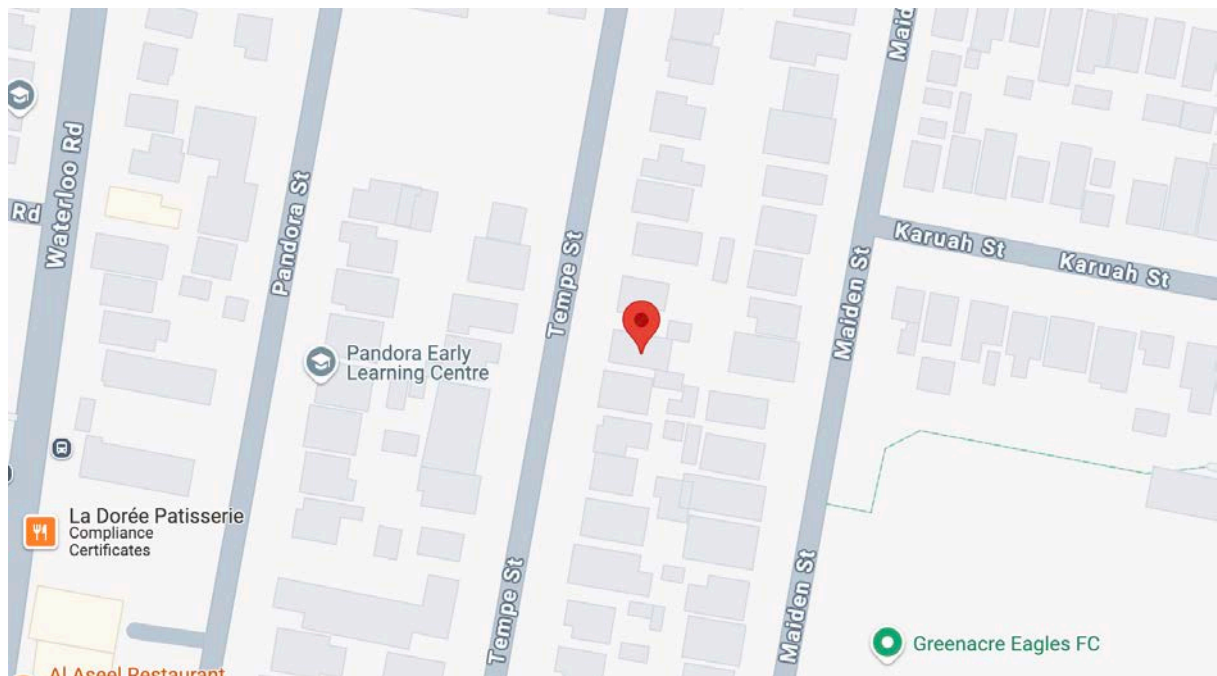 Maid
Waterloo Rd
Rd
Pandora St
Tempe St
Maiden St
Karuah St
Karuah St
Pandora Early
Learning Centre
La Dorée Patisserie
Compliance
Certificates
Tempe St
Maiden St
Greenacre Eagles FC
Al Aseel Restaurant